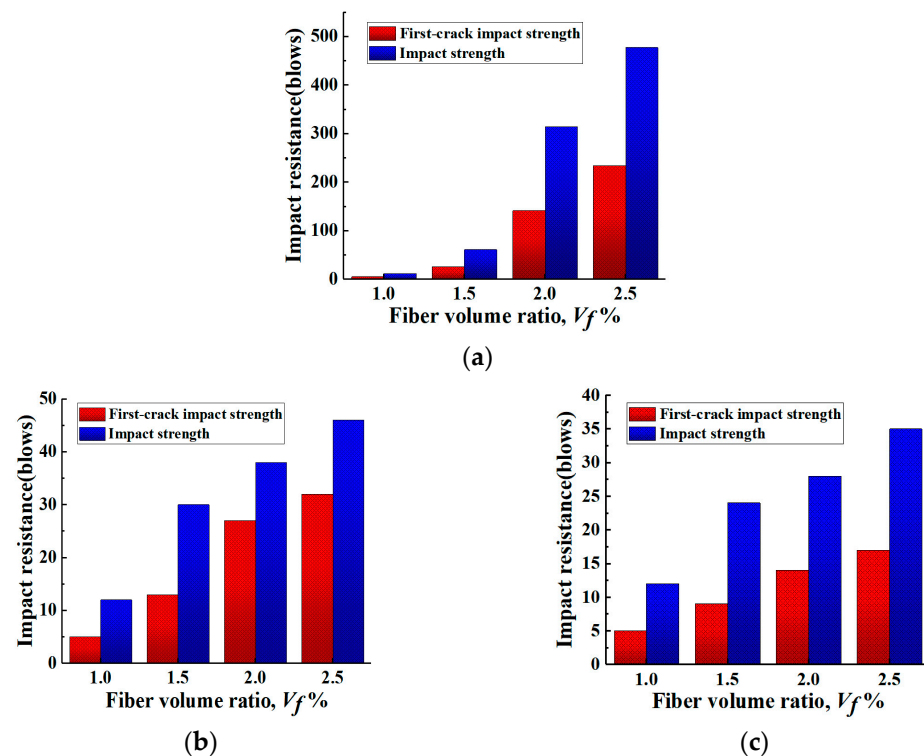 Impact resistance(blows)
500
400
300
200
100
0
First-crack impact strength
Impact strength
1.0 1.5 2.0 2.5
Fiber volume ratio, Vf %
(a)
Impact resistance(blows)
50
40
30
20
10
0
First-crack impact strength
Impact strength
1.0 1.5 2.0 2.5
Fiber volume ratio, Vf %
(b)
Impact resistance(blows)
40
35
30
25
20
15
10
5
0
First-crack impact strength
Impact strength
1.0 1.5 2.0 2.5
Fiber volume ratio, Vf %
(c)